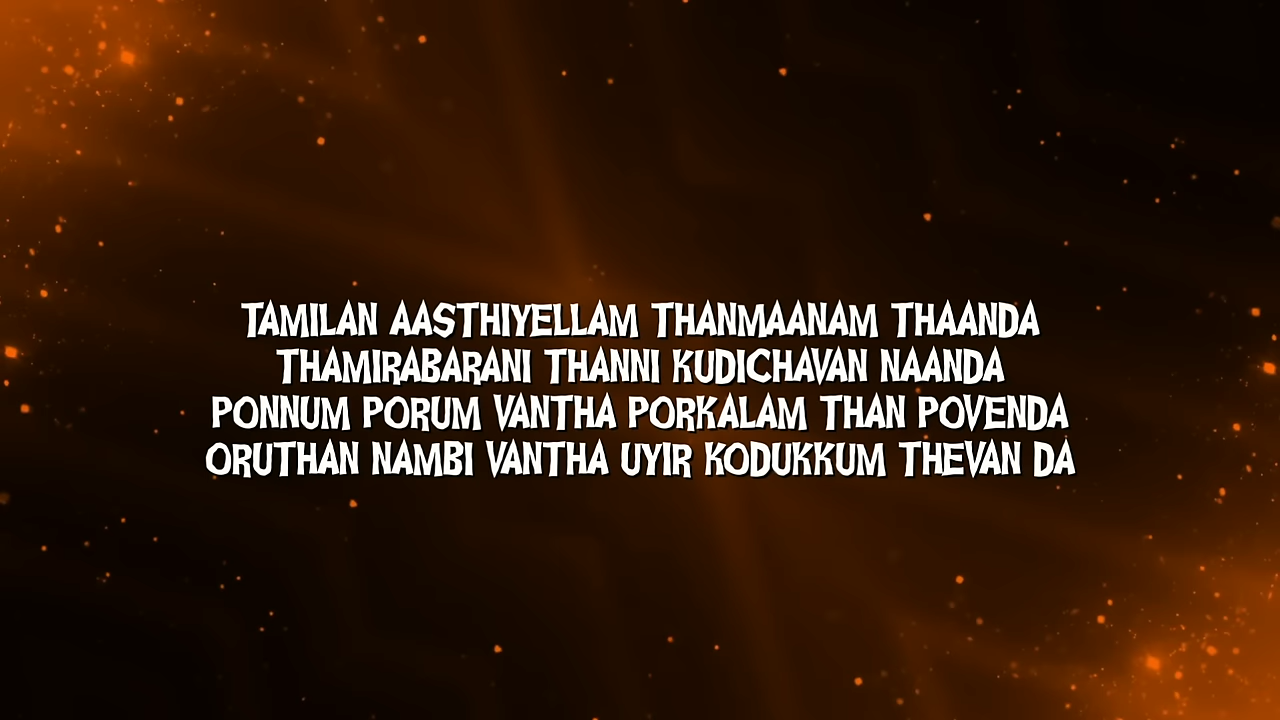 TAMILAN AASTHIYELLAM THANMAANAM THAANDA
THAMIRABARANI THANNI KUDICHAVAN NAANDA
PONNUM PORUM VANTHA PORKALAM THAN POVENDA
ORUTHAN NAMBI VANTHA UYIR KODUKKUM THEVAN DA